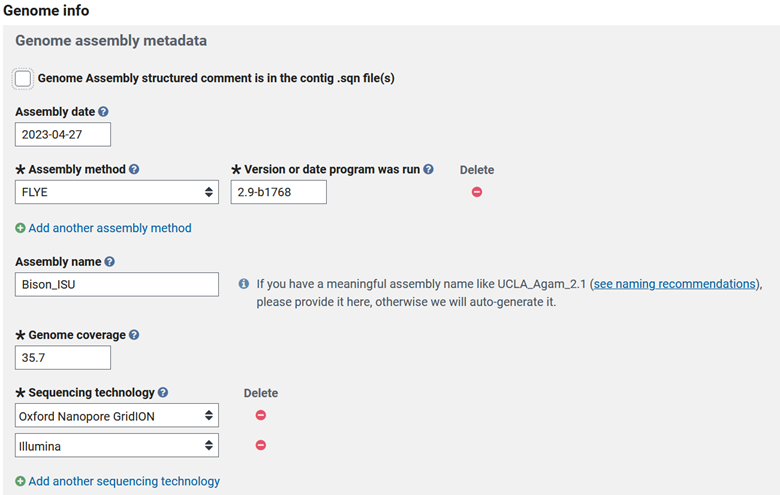 Genome info
Genome assembly metadata
Genome Assembly structured comment is in the contig .sqn file(s)
Assembly date ?
2023-04-27
* Assembly method ? * Version or date program was run ? Delete
FLYE 2.9-b1768
Add another assembly method
Assembly name ?
Bison_ISU
If you have a meaningful assembly name like UCLA_Agam_2.1 (see naming recommendations),
please provide it here, otherwise we will auto-generate it.
* Genome coverage ?
35.7
* Sequencing technology ? Delete
Oxford Nanopore GridION
Illumina
Add another sequencing technology